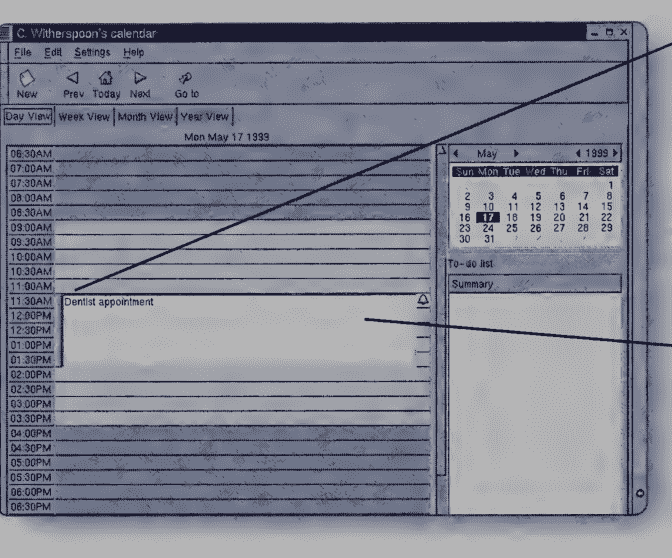 C. Witherspoon's calendar
File Edit Settings Help
New Prev Today Next Go to
Day View Week View Month View Year View
Mon May 17 1999
06:30AM
07:00AM
07:30AM
08:00AM
08:30AM
09:00AM
09:30AM
10:00AM
10:30AM
11:00AM
11:30AM Dentist appointment
12:00PM
12:30PM
01:00PM
01:30PM
02:00PM
02:30PM
03:00PM
03:30PM
04:00PM
04:30PM
05:00PM
05:30PM
06:00PM
06:30PM
May 1999
Sun Mon Tue Wed Thu Fri Sat
1
2 3 4 5 6 7 8
9 10 11 12 13 14 15
16 17 18 19 20 21 22
23 24 25 26 27 28 29
30 31
To-do list
Summary